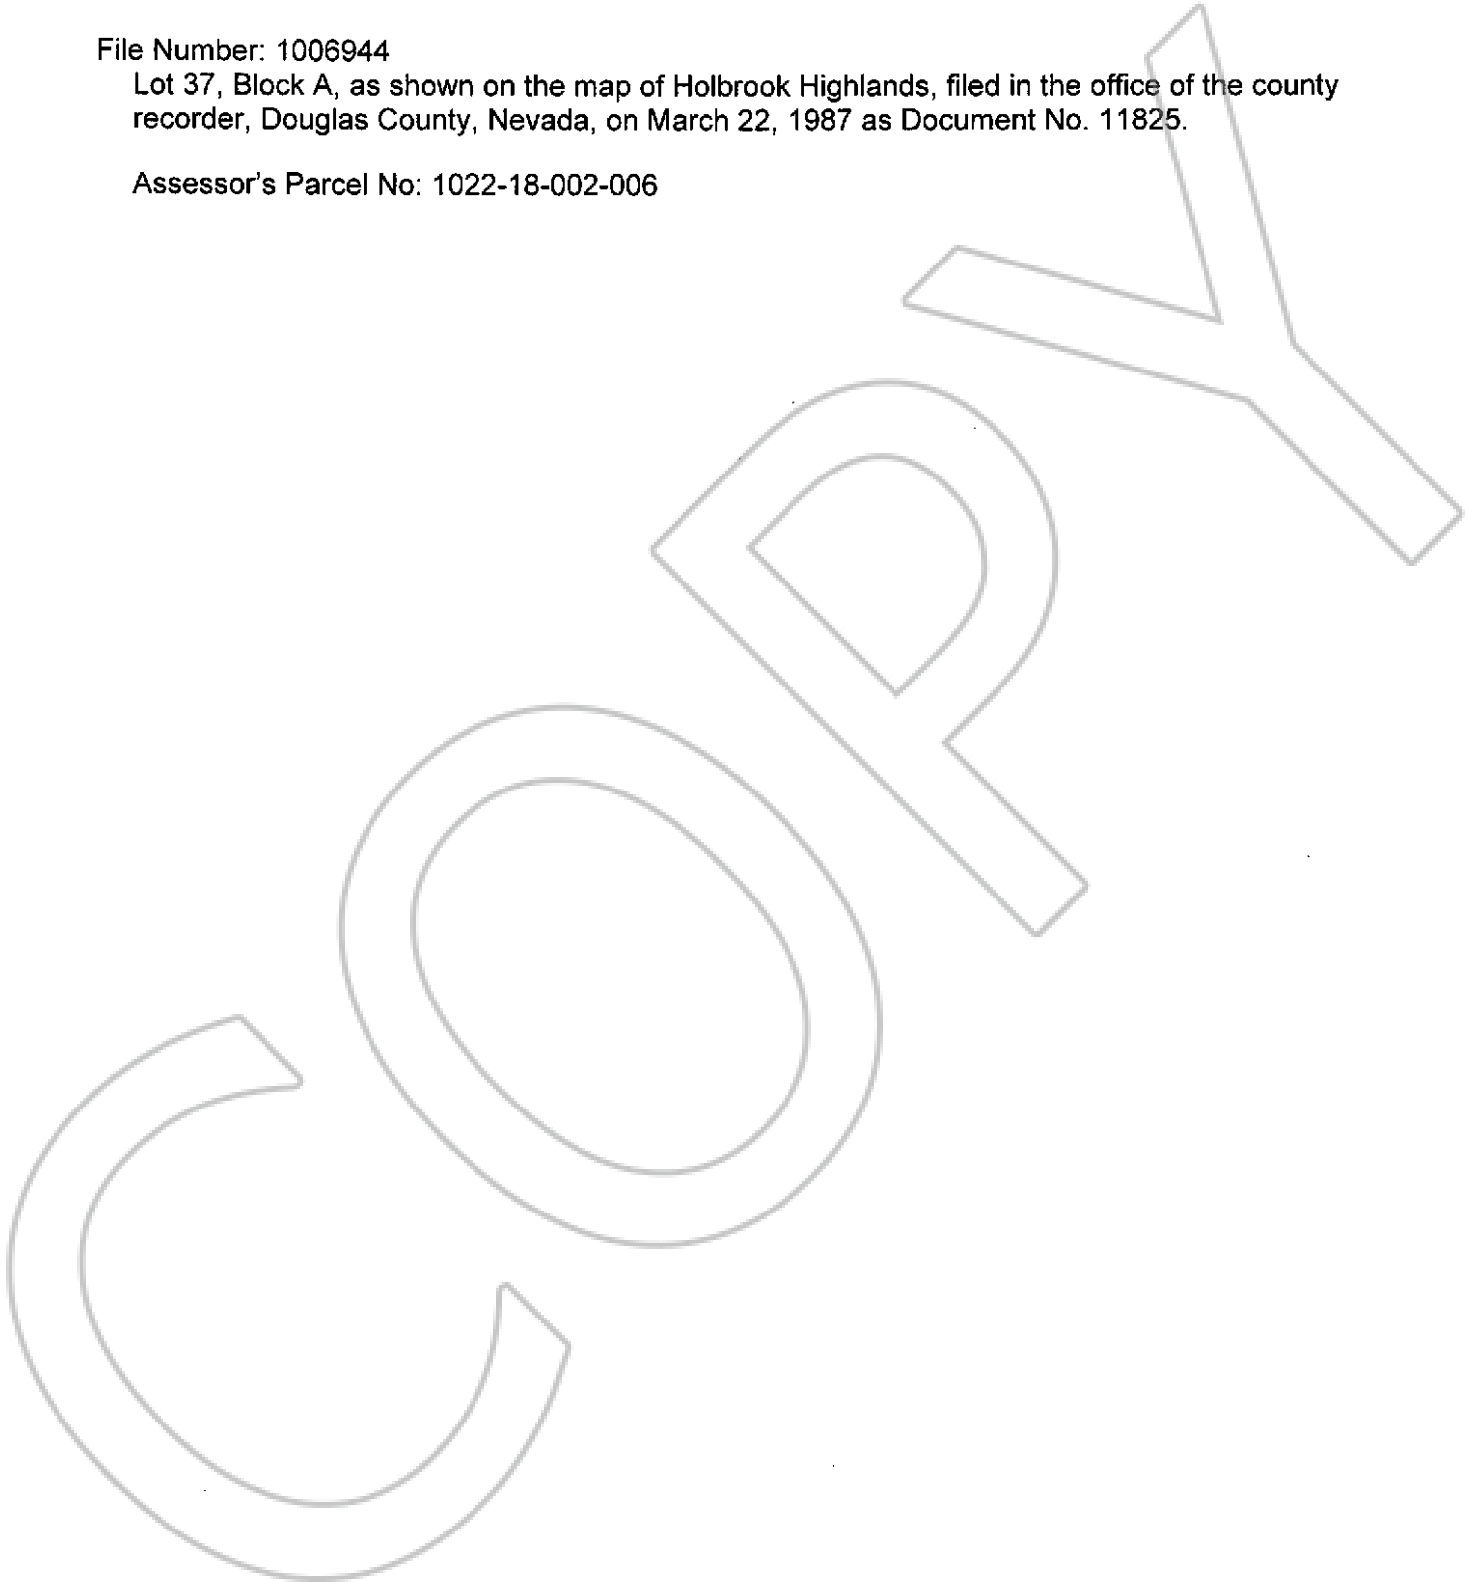 File Number: 1006944
Lot 37, Block A, as shown on the map of Holbrook Highlands, filed in the office of the county
recorder, Douglas County, Nevada, on March 22, 1987 as Document No. 11825.
Assessor's Parcel No: 1022-18-002-006
COPY